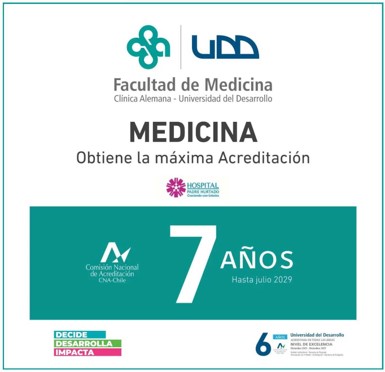 UDD
Facultad de Medicina
Clínica Alemana - Universidad del Desarrollo
MEDICINA
Obtiene la máxima Acreditación
HOSPITAL
PADRE HURTADO
7 AÑOS
Hasta julio 2029
Comisión Nacional
de Acreditación
CNA-Chile
DECIDE
DESARROLLA
IMPACTA
6
Universidad del Desarrollo
NIVEL DE EXCELENCIA